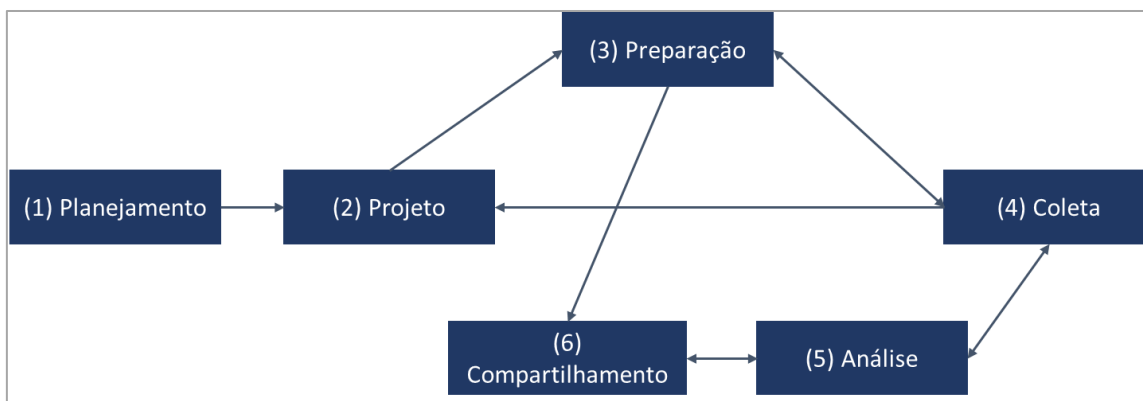 (3) Preparação
(1) Planejamento
(2) Projeto
(4) Coleta
(6)
Compartilhamento
(5) Análise